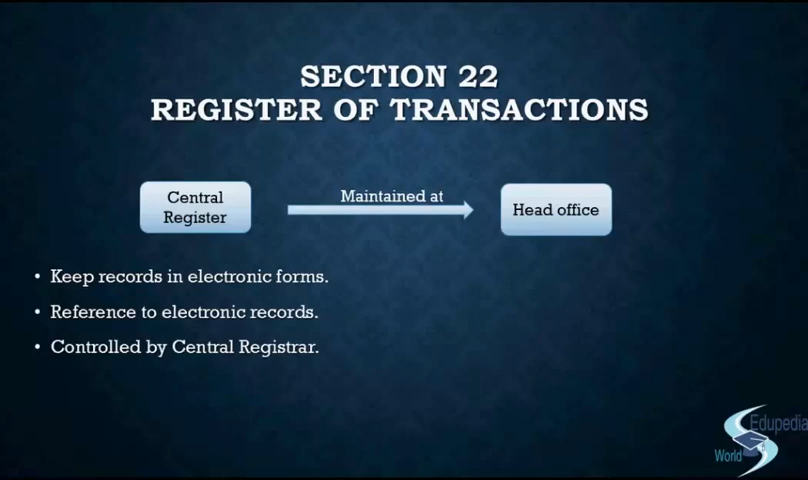 SECTION 22
REGISTER OF TRANSACTIONS
Central
Register
Maintained at
Head office
• Keep records in electronic forms.
• Reference to electronic records.
• Controlled by Central Registrar.
Edupedia
World